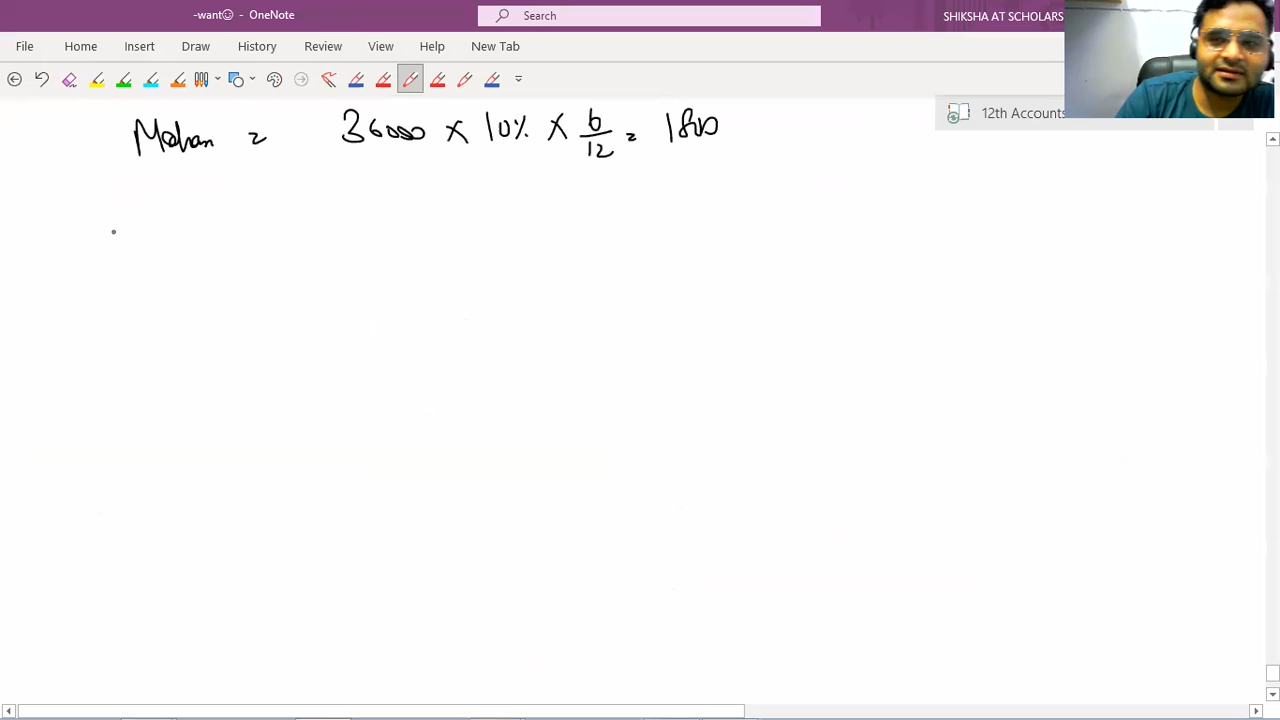 -want☺ - OneNote
Search
SHIKSHA AT SCHOLARS
File Home Insert Draw History Review View Help New Tab
12th Accounts
Mohan = 36000 × 10% × 6/12 = 1800